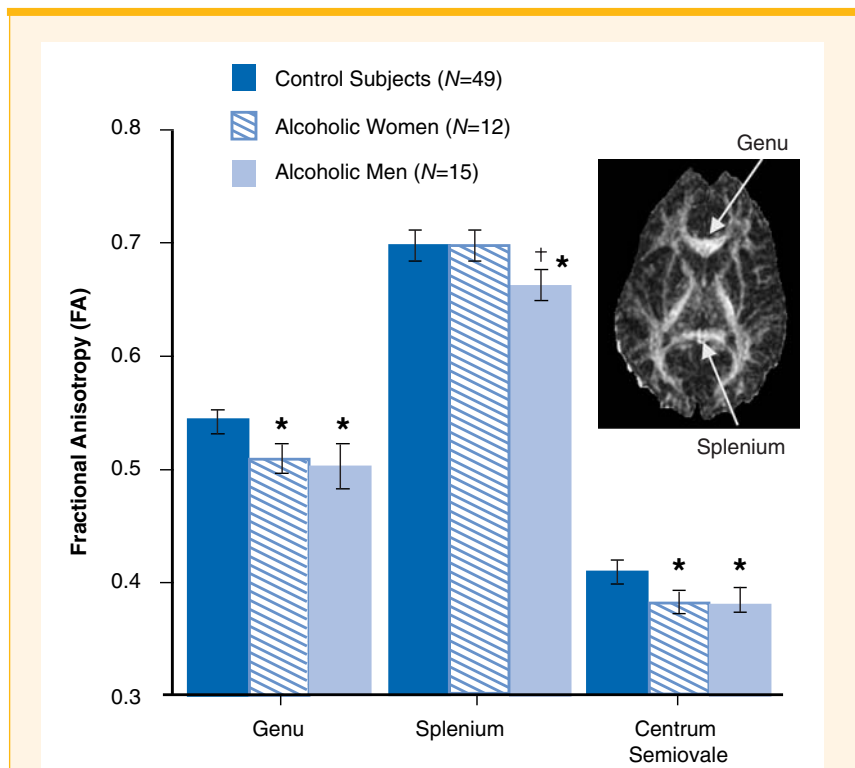 Control Subjects (N=49)
Alcoholic Women (N=12)
Alcoholic Men (N=15)
Fractional Anisotropy (FA)
0.8
0.7
0.6
0.5
0.4
0.3
* *
† *
* *
Genu
Splenium
Genu
Splenium
Centrum
Semiovale